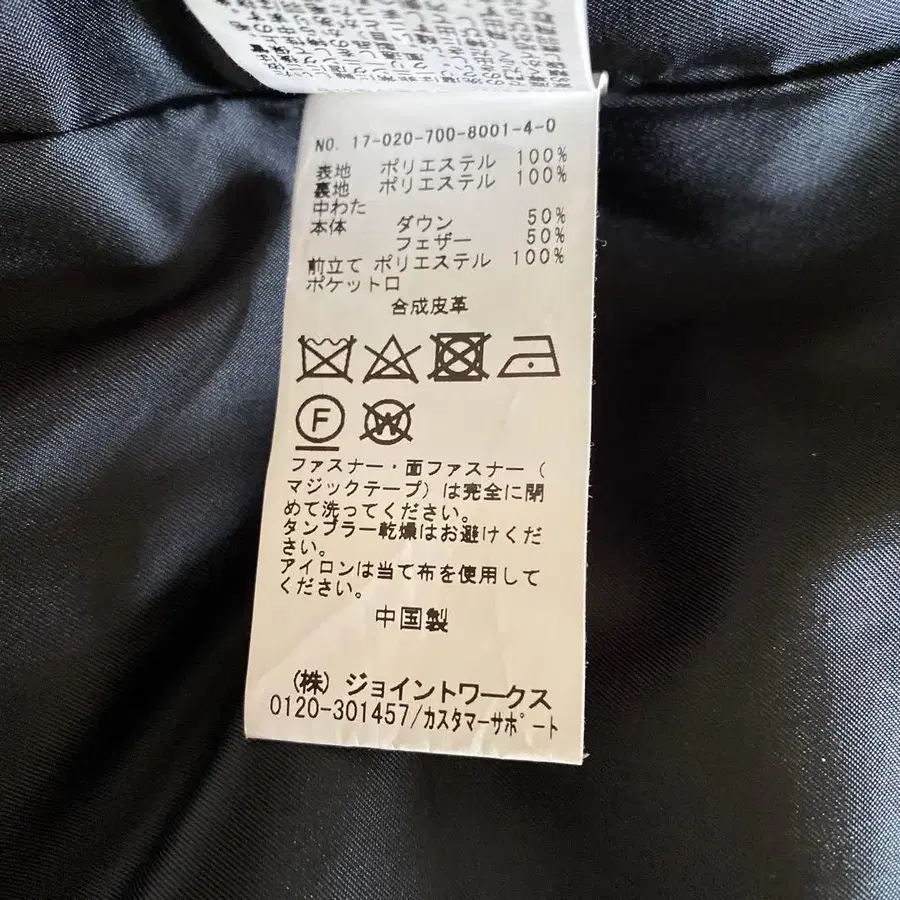 NO. 17-020-700-8001-4-0
表地 ポリエステル 100%
裏地 ポリエステル 100%
中わた
本体 ダウン 50%
フェザー 50%
前立て ポリエステル 100%
ポケット口
合成皮革
F
W
ファスナー・面ファスナー(
マジックテープ)は完全に閉
めて洗ってください。
タンブラー乾燥はお避けくだ
さい。
アイロンは当て布を使用して
ください。
中国製
(株) ジョイントワークス
0120-301457/カスタマーサポート